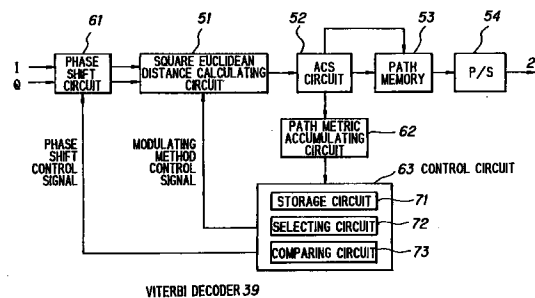 61
51
52
53
54
I
Q
PHASE
SHIFT
CIRCUIT
SQUARE EUCLIDEAN
DISTANCE CALCULATING
CIRCUIT
ACS
CIRCUIT
PATH
MEMORY
P/S
2
PHASE
SHIFT
CONTROL
SIGNAL
MODULATING
METHOD
CONTROL
SIGNAL
PATH METRIC
ACCUMULATING
CIRCUIT
62
63 CONTROL CIRCUIT
STORAGE CIRCUIT
71
SELECTING CIRCUIT
72
COMPARING CIRCUIT
73
VITERBI DECODER 39